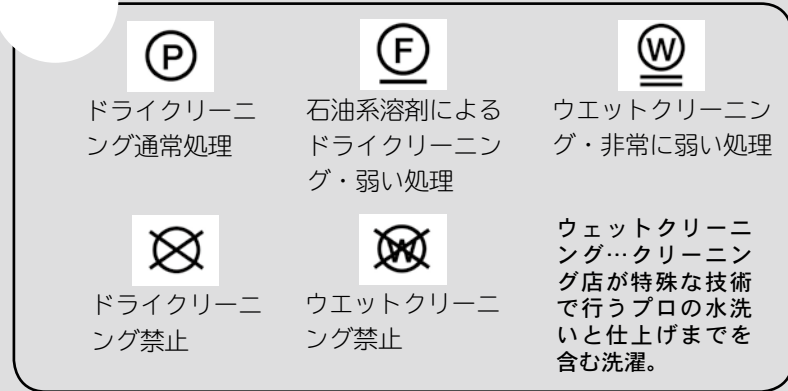 P
F
W
ドライクリーニ
ング通常処理
石油系溶剤による
ドライクリーニン
グ・弱い処理
ウエットクリーニン
グ・非常に弱い処理
W
ドライクリーニ
ング禁止
ウエットクリーニ
ング禁止
ウェットクリーニ
ング…クリーニン
グ店が特殊な技術
で行うプロの水洗
いと仕上げまでを
含む洗濯。